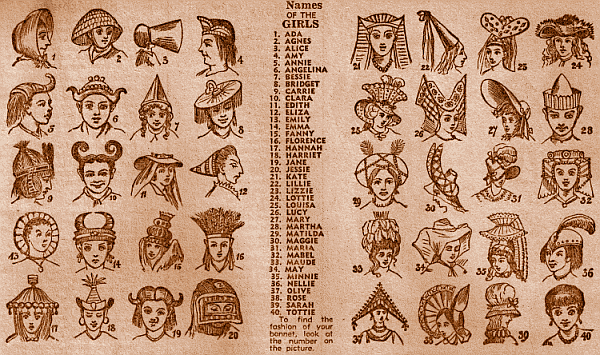 Names
OF THE
GIRLS
1. ADA
2. AGNES
3. ALICE
4. AMY
5. ANNIE
6. ANGELINA
7. BESSIE
8. BRIDGET
9. CARRIE
10. CLARA
11. EDITH
12. ELIZA
13. EMILY
14. EMMA
15. FANNY
16. FLORENCE
17. HANNAH
18. HARRIET
19. JANE
20. JESSIE
21. KATE
22. LILLIE
23. LIZZIE
24. LOTTIE
25. LOUISA
26. LUCY
27. MARY
28. MARTHA
29. MATILDA
30. MAGGIE
31. MARIA
32. MABEL
33. MAUDE
34. MAY
35. MINNIE
36. NELLIE
37. OLIVE
38. ROSE
39. SARAH
40. TOTTIE
To find the
fashion of your
bonnet, look at
the number on
the picture.
1 2 3 4
5 6 7 8
9 10 11 12
13 14 15 16
17 18 19 20
21 22 23 24
25 26 27 28
29 30 31 32
33 34 35 36
37 38 39 40